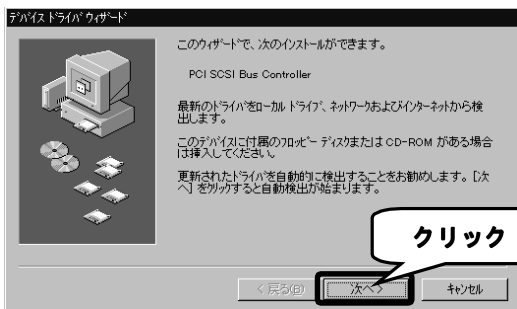 ﾃﾞﾊﾞｲｽ ﾄﾞﾗｲﾊﾞ ｳｨｻﾞｰﾄﾞ
このｳｨｻﾞｰﾄﾞで、次のｲﾝｽﾄｰﾙができます。
PCI SCSI Bus Controller
最新のﾄﾞﾗｲﾊﾞをﾛｰｶﾙ ﾄﾞﾗｲﾌﾞ、ﾈｯﾄﾜｰｸおよびｲﾝﾀｰﾈｯﾄから検
出します。
このﾃﾞﾊﾞｲｽに付属のﾌﾛｯﾋﾟｰ ﾃﾞｨｽｸまたは CD-ROM がある場合
は挿入してください。
更新されたﾄﾞﾗｲﾊﾞを自動的に検出することをお勧めします。[次
へ] をｸﾘｯｸすると自動検出が始まります。
クリック
< 戻る(B)
次へ >
ｷｬﾝｾﾙ